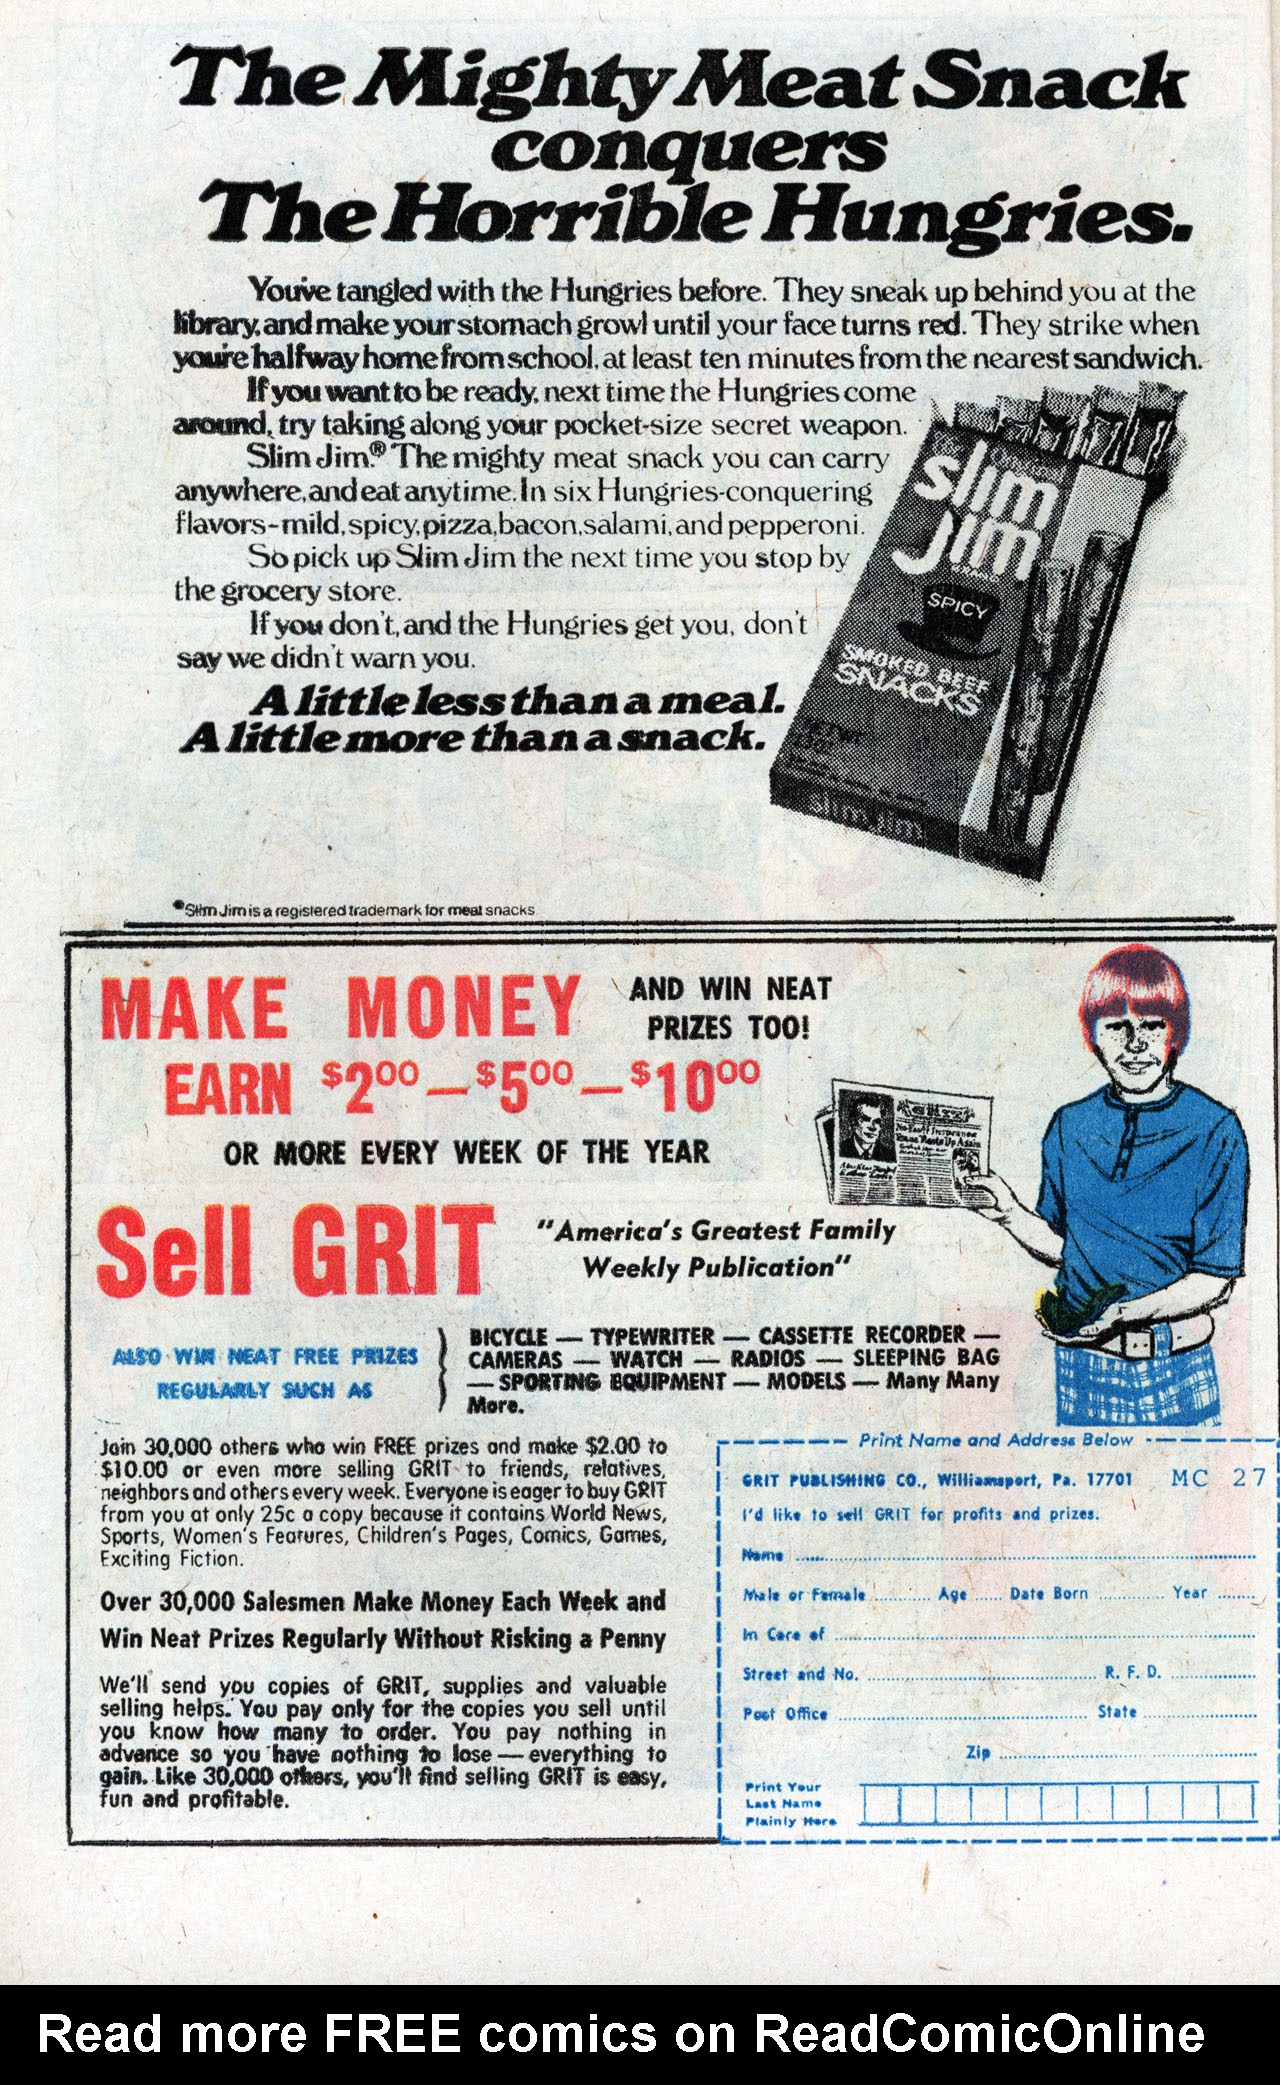 The Mighty Meat Snack
conquers
The Horrible Hungries.
You've tangled with the Hungries before. They sneak up behind you at the
library, and make your stomach growl until your face turns red. They strike when
you're halfway home from school, at least ten minutes from the nearest sandwich.
If you want to be ready, next time the Hungries come
around, try taking along your pocket-size secret weapon.
Slim Jim.® The mighty meat snack you can carry
anywhere, and eat anytime. In six Hungries-conquering
flavors-mild, spicy, pizza, bacon, salami, and pepperoni.
So pick up Slim Jim the next time you stop by
the grocery store.
If you don't, and the Hungries get you, don't
say we didn't warn you.
A little less than a meal.
A little more than a snack.
slim
Jim
SPICY
SMOKED BEEF
SNACKS
slim Jim
®Slim Jim is a registered trademark for meat snacks
MAKE MONEY AND WIN NEAT
PRIZES TOO!
EARN $2.00 — $5.00 — $10.00
OR MORE EVERY WEEK OF THE YEAR
Sell GRIT "America's Greatest Family
Weekly Publication"
GRIT
ALSO WIN NEAT FREE PRIZES
REGULARLY SUCH AS
BICYCLE — TYPEWRITER — CASSETTE RECORDER —
CAMERAS — WATCH — RADIOS — SLEEPING BAG
— SPORTING EQUIPMENT — MODELS — Many Many
More.
Join 30,000 others who win FREE prizes and make $2.00 to
$10.00 or even more selling GRIT to friends, relatives,
neighbors and others every week. Everyone is eager to buy GRIT
from you at only 25c a copy because it contains World News,
Sports, Women's Features, Children's Pages, Comics, Games,
Exciting Fiction.
Over 30,000 Salesmen Make Money Each Week and
Win Neat Prizes Regularly Without Risking a Penny
We'll send you copies of GRIT, supplies and valuable
selling helps. You pay only for the copies you sell until
you know how many to order. You pay nothing in
advance so you have nothing to lose — everything to
gain. Like 30,000 others, you'll find selling GRIT is easy,
fun and profitable.
Print Name and Address Below
GRIT PUBLISHING CO., Williamsport, Pa. 17701 MC 27
I'd like to sell GRIT for profits and prizes.
Name
Male or Female Age Date Born Year
In Care of
Street and No. R. F. D.
Post Office State
Zip
Print Your
Last Name
Plainly Here
Read more FREE comics on ReadComicOnline